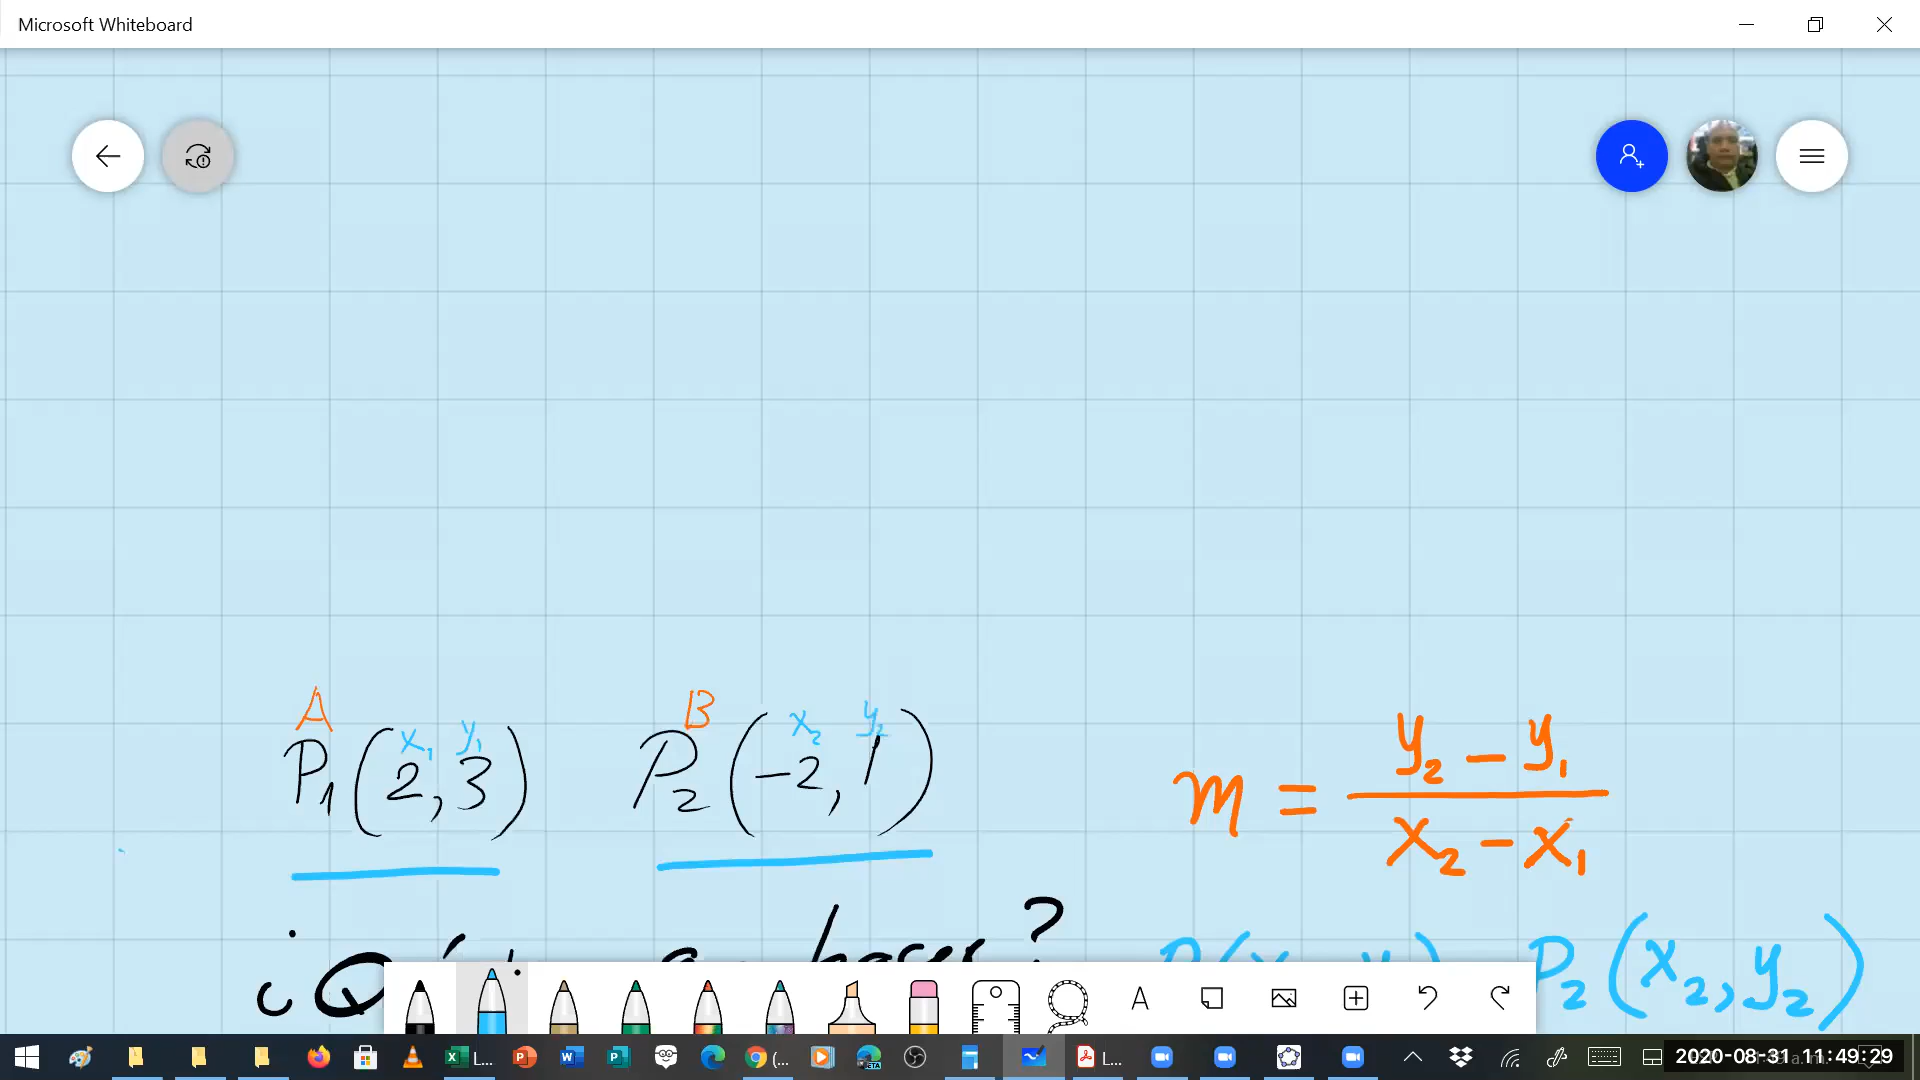 Microsoft Whiteboard
A B
x₁ y₁ x₂ y₂
P₁(2,3) P₂(-2,1)
m = y₂ - y₁
x₂ - x₁
hacer?
P₂(x₂, y₂)
A
L... (... L...
2020-08-31 11:49:29